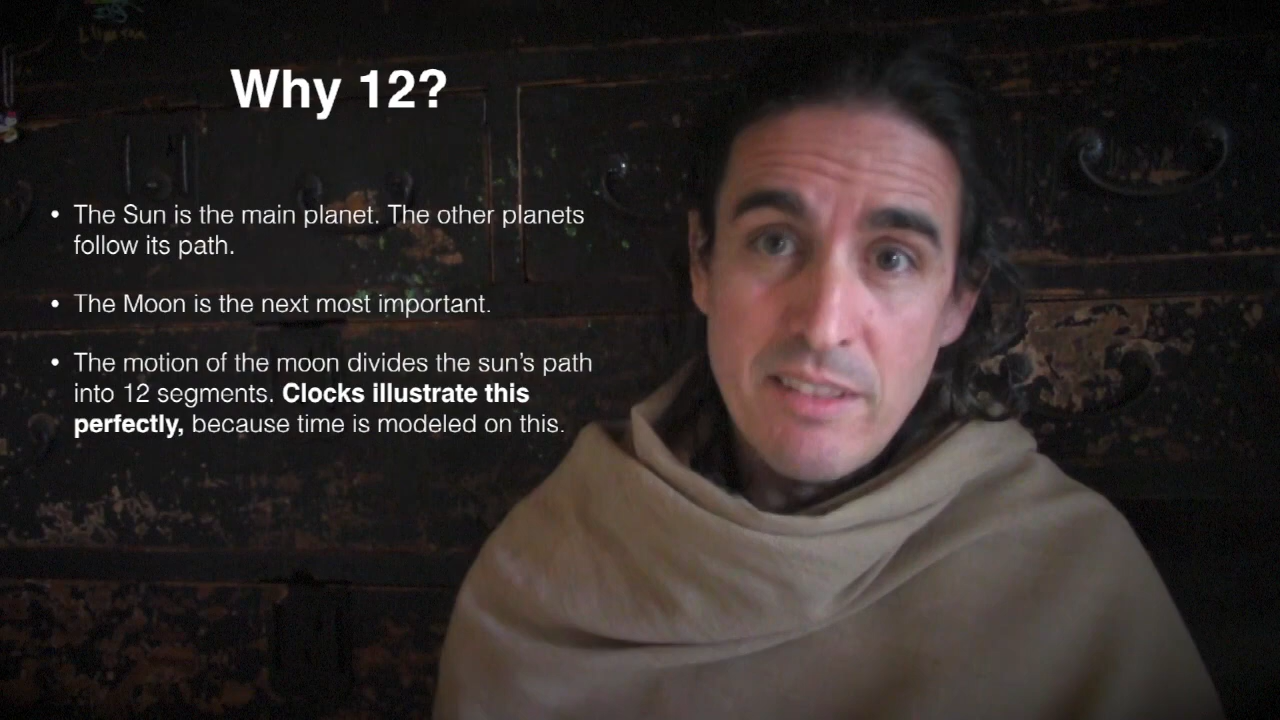 Why 12?
• The Sun is the main planet. The other planets
follow its path.
• The Moon is the next most important.
• The motion of the moon divides the sun's path
into 12 segments. Clocks illustrate this
perfectly, because time is modeled on this.